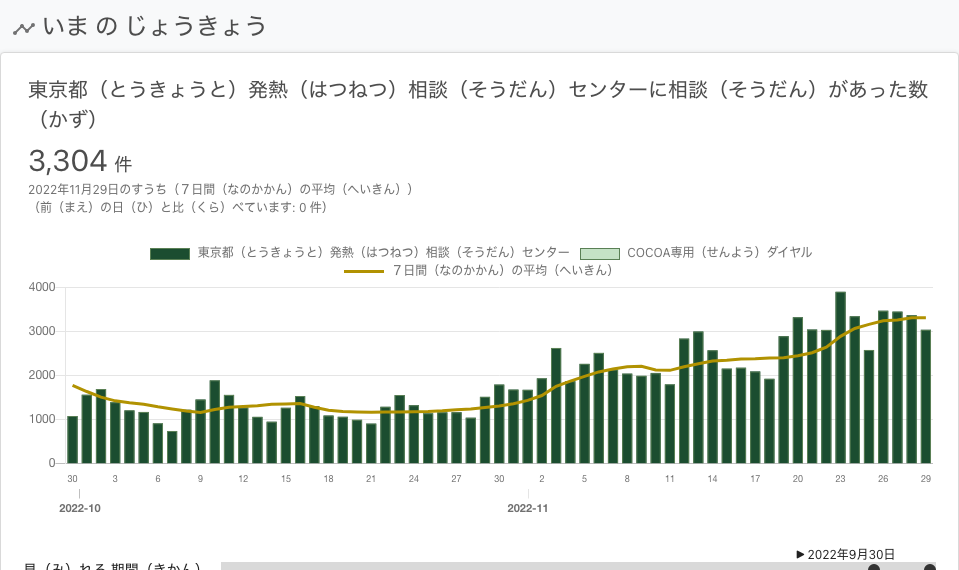 いま の じょうきょう
東京都（とうきょうと）発熱（はつねつ）相談（そうだん）センターに相談（そうだん）があった数
（かず）
3,304 件
2022年11月29日のすうち（７日間（なのかかん）の平均（へいきん））
（前（まえ）の日（ひ）と比（くら）べています: 0 件）
東京都（とうきょうと）発熱（はつねつ）相談（そうだん）センター COCOA専用（せんよう）ダイヤル
７日間（なのかかん）の平均（へいきん）
4000
3000
2000
1000
0
30 3 6 9 12 15 18 21 24 27 30 2 5 8 11 14 17 20 23 26 29
2022-10 2022-11
▶2022年9月30日
見（み）れる 期間（きかん）